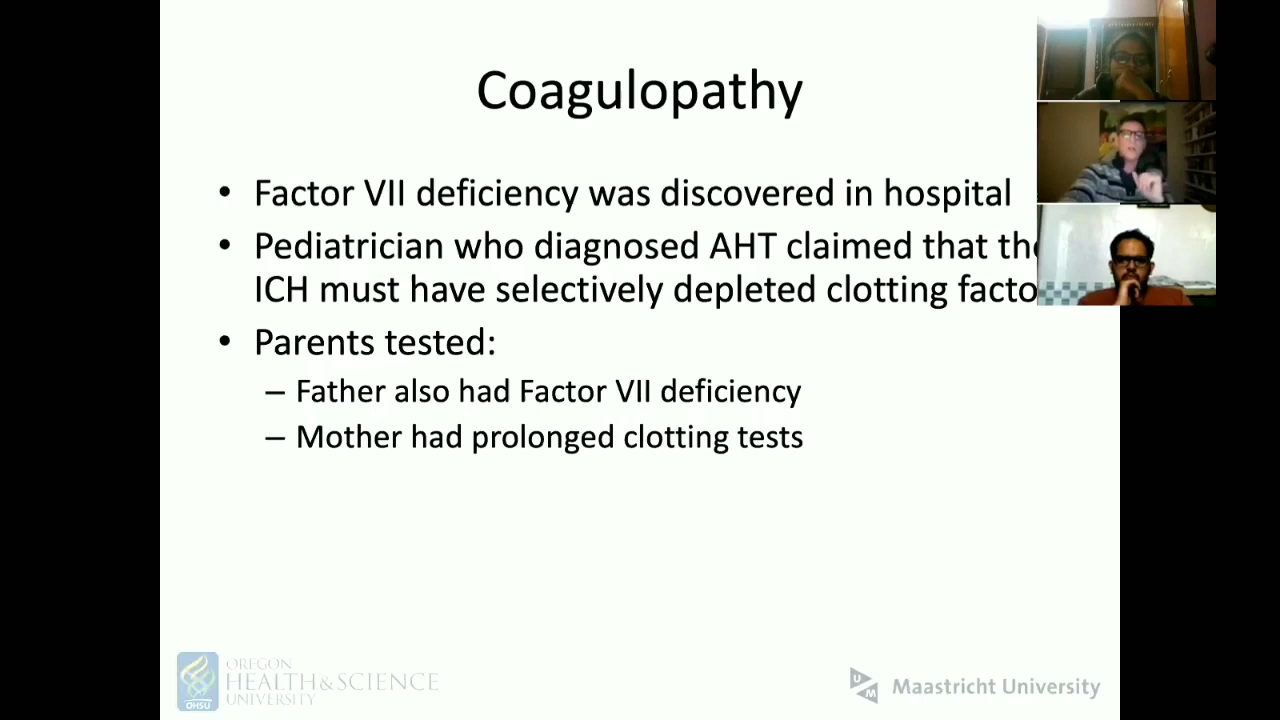 Coagulopathy
• Factor VII deficiency was discovered in hospital
• Pediatrician who diagnosed AHT claimed that
ICH must have selectively depleted clotting
• Parents tested:
– Father also had Factor VII deficiency
– Mother had prolonged clotting tests
OREGON
HEALTH&SCIENCE
UNIVERSITY
OHSU
UM
Maastricht University